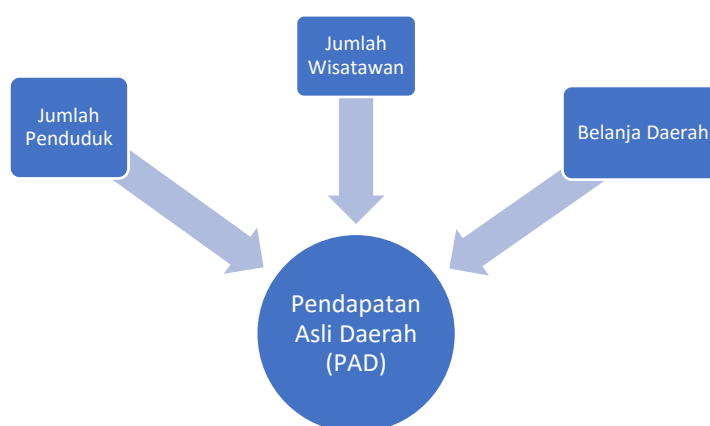 Jumlah
Wisatawan
Jumlah
Penduduk
Belanja Daerah
Pendapatan
Asli Daerah
(PAD)